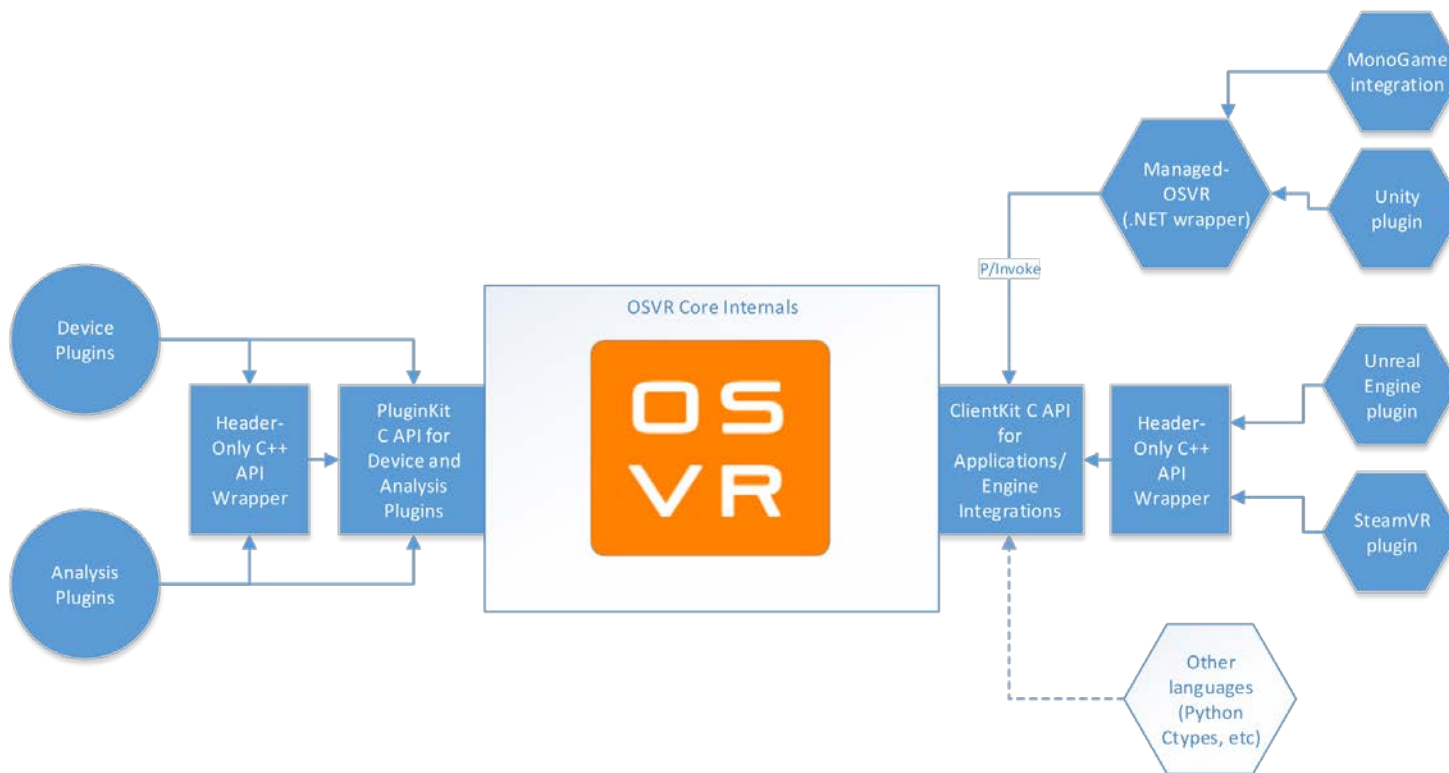 MonoGame
integration
Managed-
OSVR
(.NET wrapper)
Unity
plugin
P/Invoke
OSVR Core Internals
Device
Plugins
Header-
Only C++
API
Wrapper
PluginKit
C API for
Device and
Analysis
Plugins
OS
VR
ClientKit C API
for
Applications/
Engine
Integrations
Header-
Only C++
API
Wrapper
Unreal
Engine
plugin
SteamVR
plugin
Analysis
Plugins
Other
languages
(Python
Ctypes, etc)